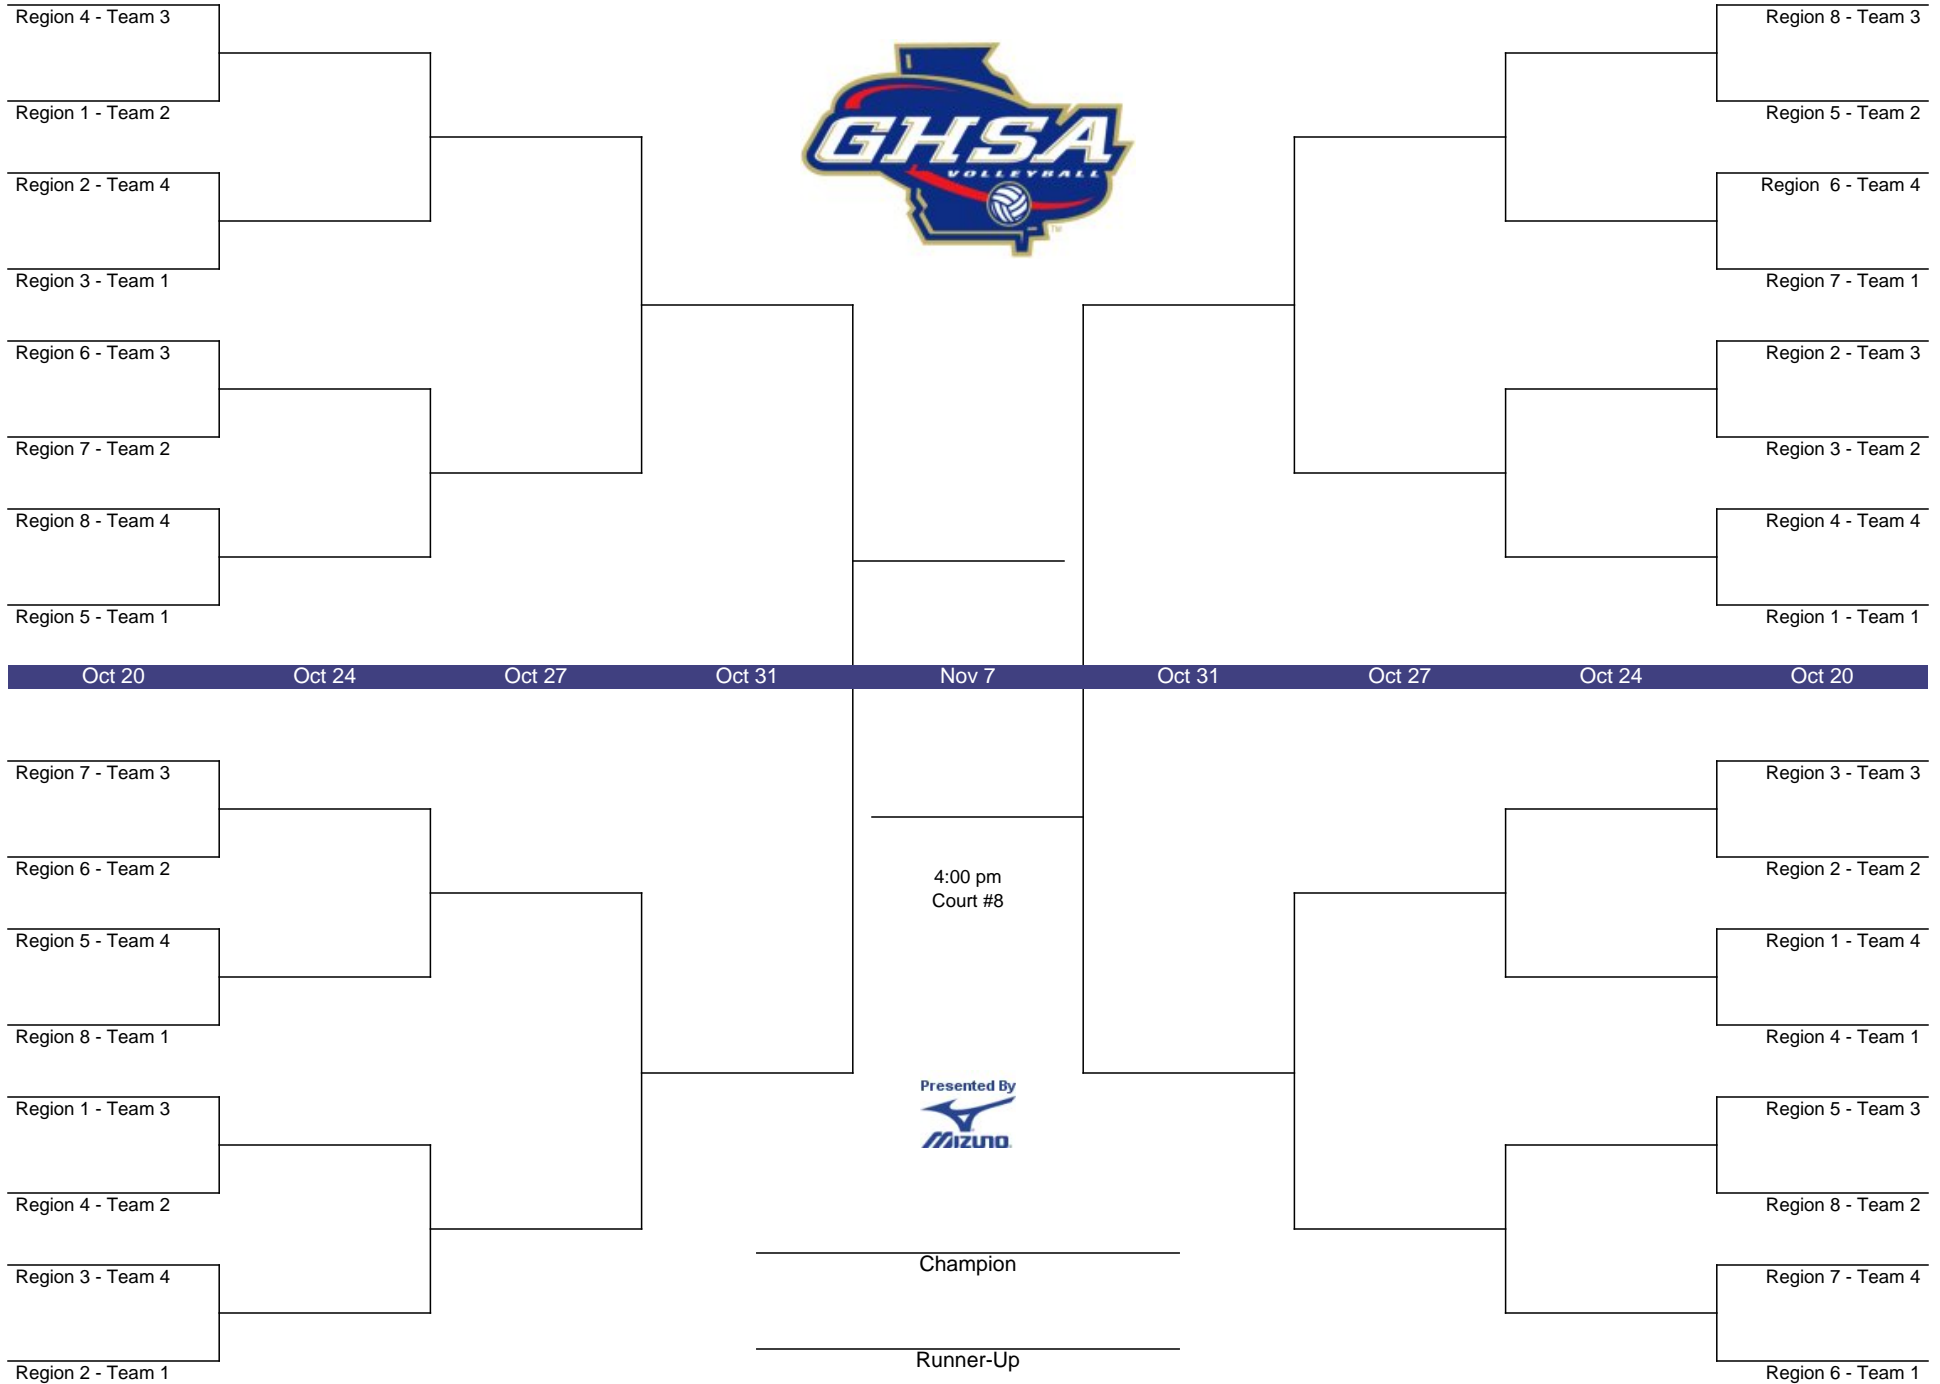 Region 4 - Team 3
Region 8 - Team 3
Region 1 - Team 2
Region 5 - Team 2
GHSA
VOLLEYBALL
TM
Region 2 - Team 4
Region  6 - Team 4
Region 3 - Team 1
Region 7 - Team 1
Region 6 - Team 3
Region 2 - Team 3
Region 7 - Team 2
Region 3 - Team 2
Region 8 - Team 4
Region 4 - Team 4
Region 5 - Team 1
Region 1 - Team 1
Oct 20 Oct 24 Oct 27 Oct 31 Nov 7 Oct 31 Oct 27 Oct 24 Oct 20
Region 7 - Team 3
Region 3 - Team 3
Region 6 - Team 2
Region 2 - Team 2
4:00 pm
Court #8
Region 5 - Team 4
Region 1 - Team 4
Region 8 - Team 1
Region 4 - Team 1
Presented By
MIZUNO
Region 1 - Team 3
Region 5 - Team 3
Region 4 - Team 2
Region 8 - Team 2
Champion
Region 3 - Team 4
Region 7 - Team 4
Runner-Up
Region 2 - Team 1
Region 6 - Team 1